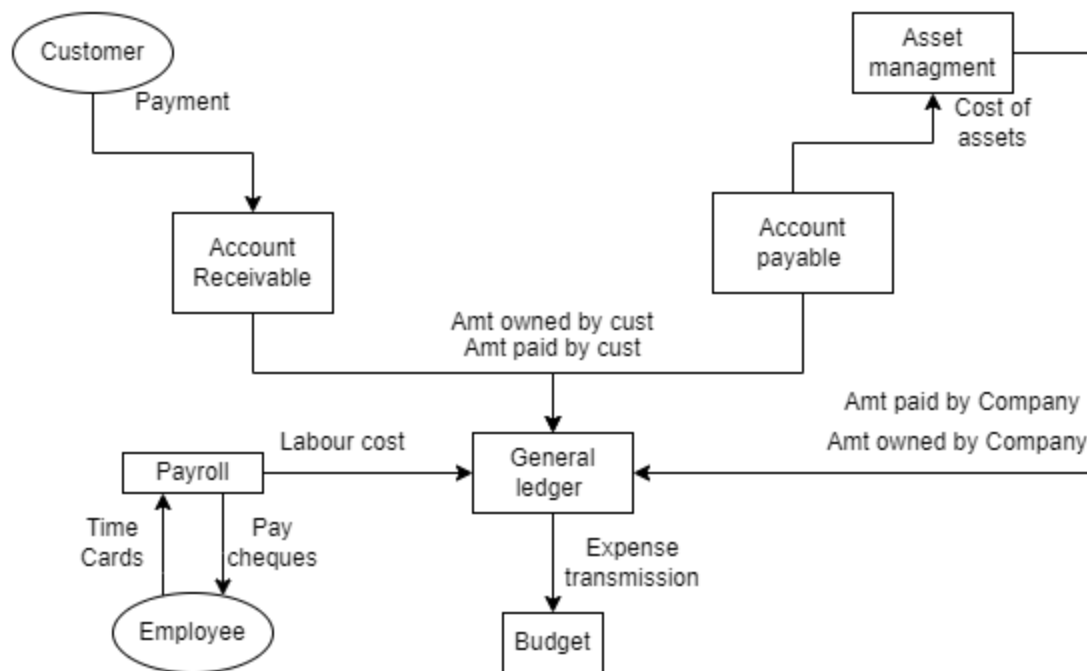 Customer
Asset
managment
Payment
Cost of
assets
Account
Receivable
Account
payable
Amt owned by cust
Amt paid by cust
Amt paid by Company
Amt owned by Company
Labour cost
General
ledger
Payroll
Time
Cards
Pay
cheques
Expense
transmission
Employee
Budget